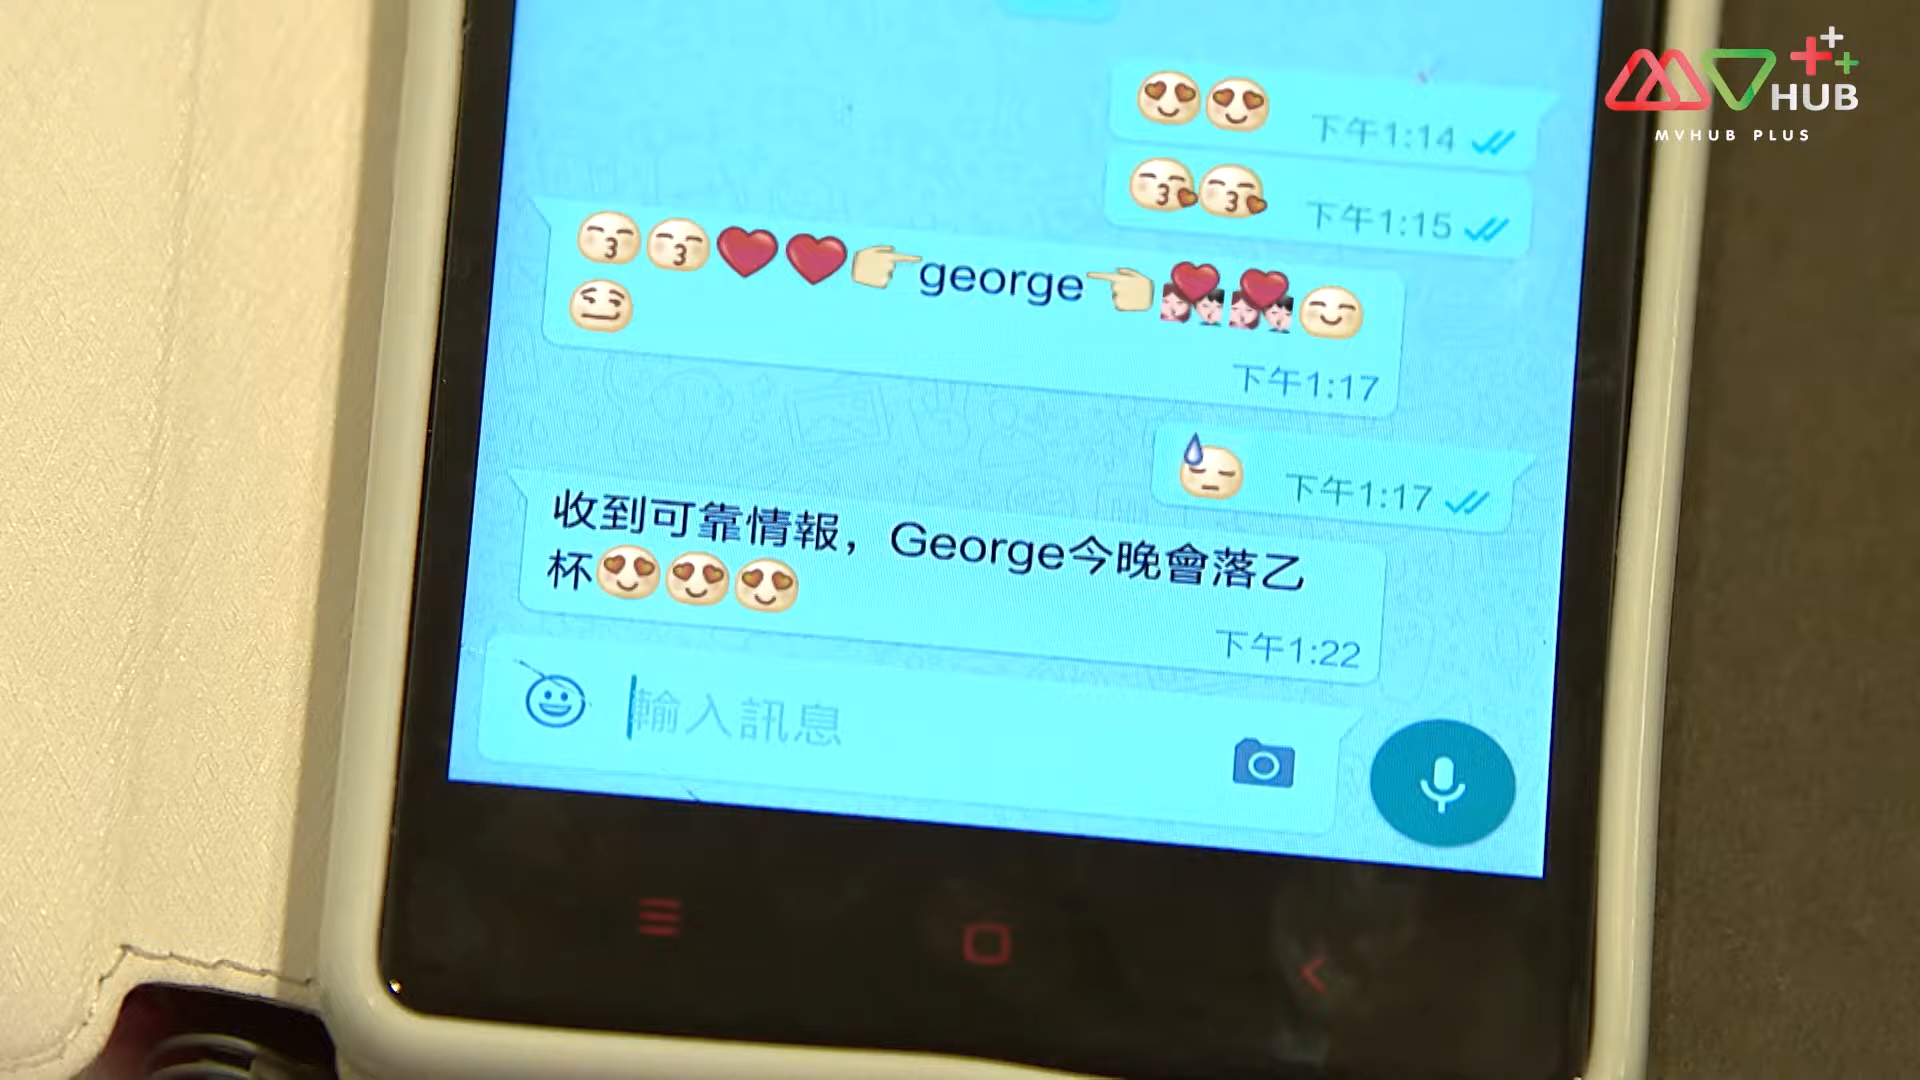 MVHUB
MVHUB PLUS
😍😍 下午1:14
😚😘 下午1:15
😚😚❤️❤️👉george👈💏💏😊
😏
下午1:17
😓 下午1:17
收到可靠情報，George今晚會落乙
杯😍😍😍
下午1:22
輸入訊息